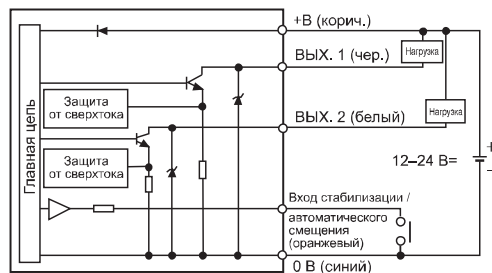 +В (корич.)
ВЫХ. 1 (чер.)
Нагрузка
Защита
от сверхтока
ВЫХ. 2 (белый)
Нагрузка
Главная цепь
Защита
от сверхтока
12–24 В=
+
–
Вход стабилизации /
автоматического
смещения
(оранжевый)
0 В (синий)